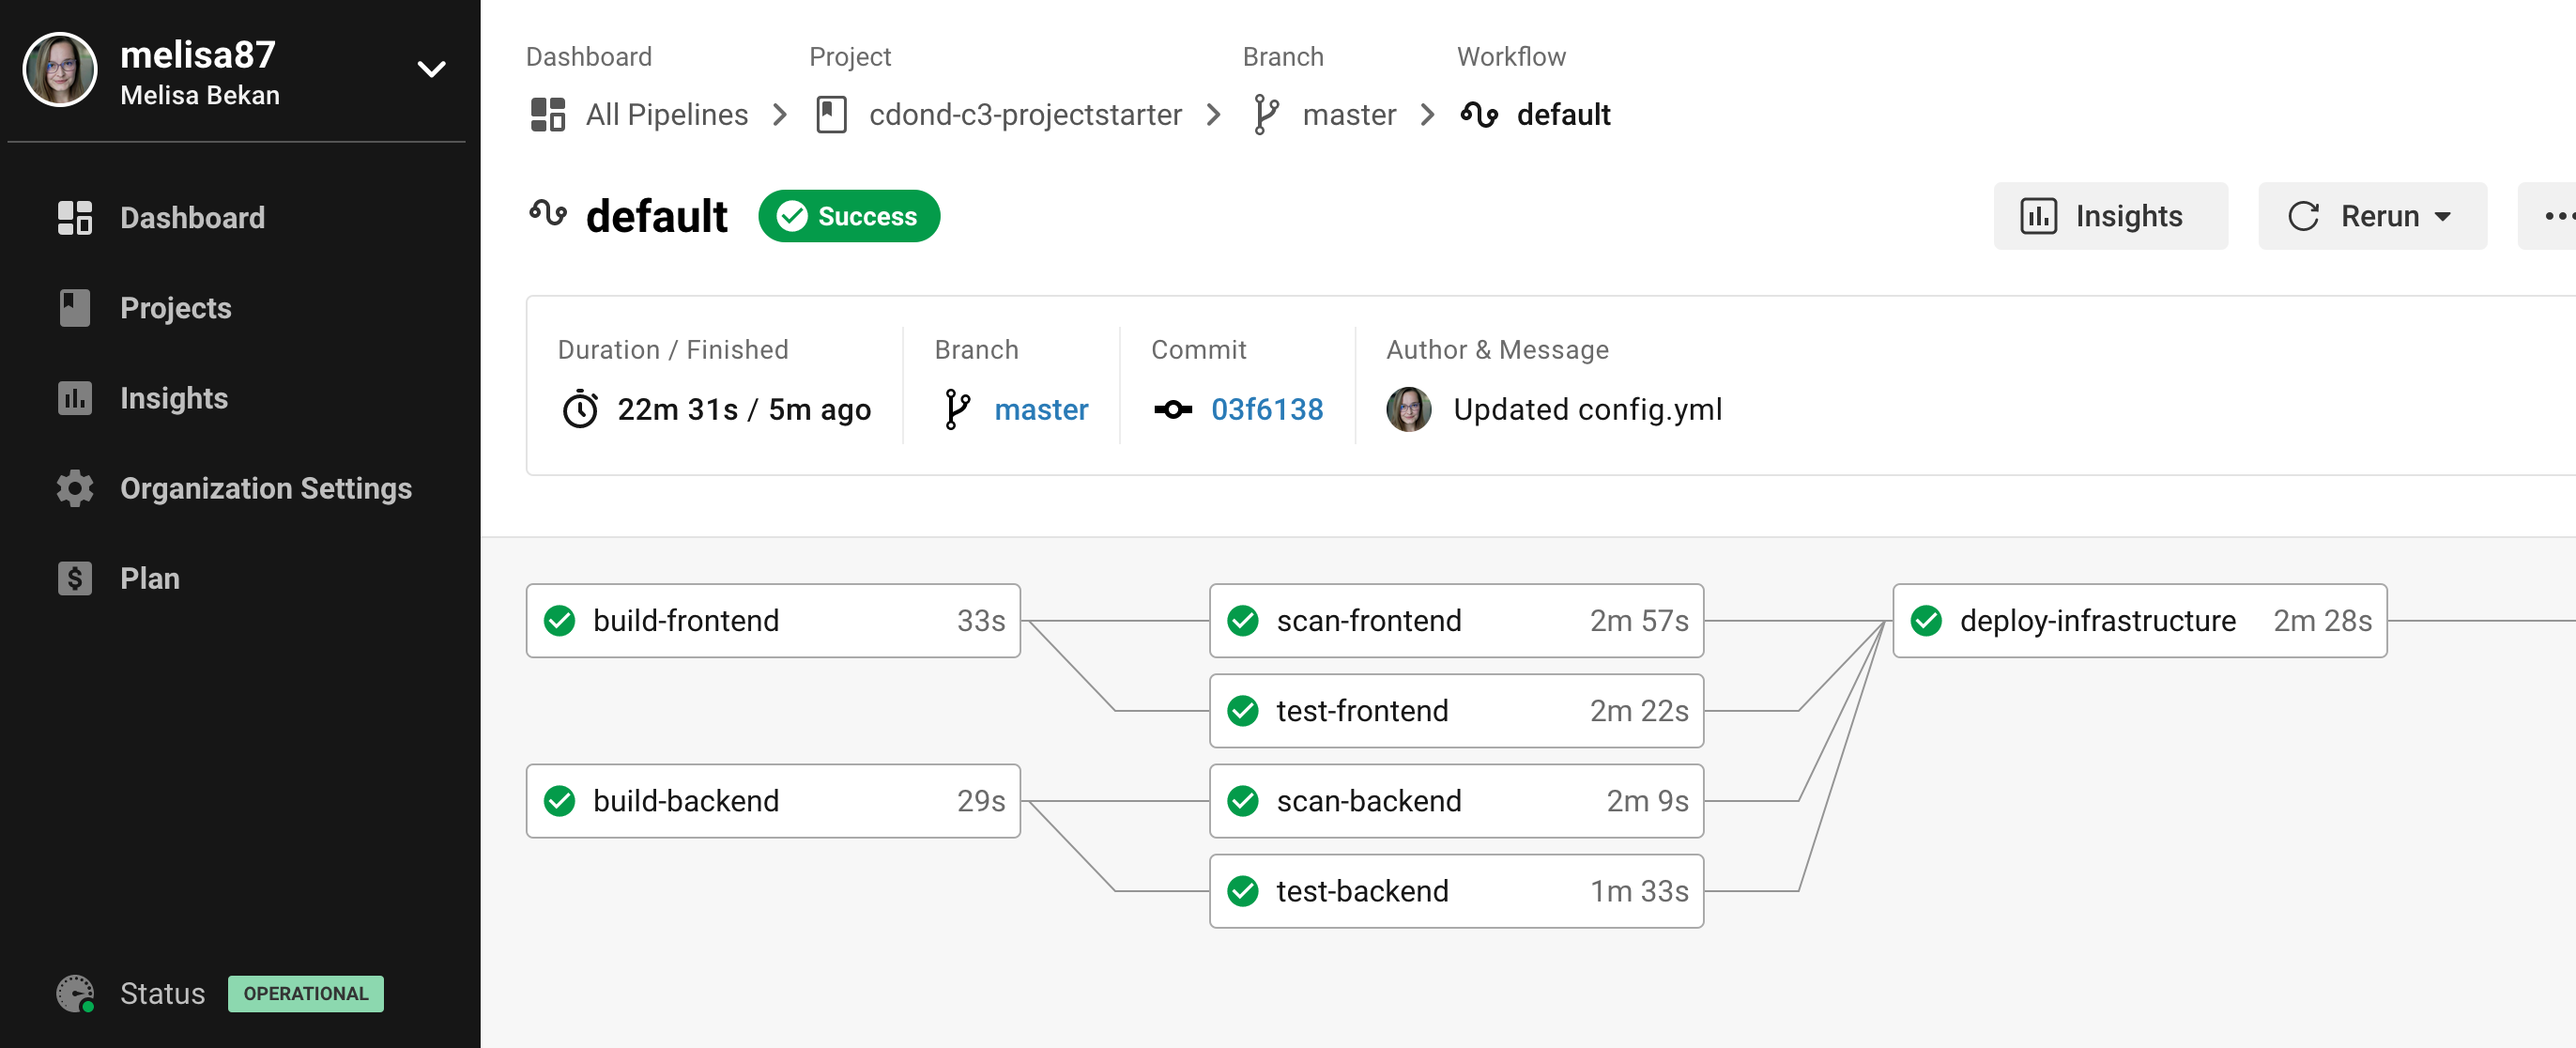 melisa87
Melisa Bekan
Dashboard
Projects
Insights
Organization Settings
Plan
Status OPERATIONAL
Dashboard Project Branch Workflow
All Pipelines cdond-c3-projectstarter master default
default Success Insights Rerun
Duration / Finished Branch Commit Author & Message
22m 31s / 5m ago master 03f6138 Updated config.yml
build-frontend 33s scan-frontend 2m 57s deploy-infrastructure 2m 28s
test-frontend 2m 22s
build-backend 29s scan-backend 2m 9s
test-backend 1m 33s